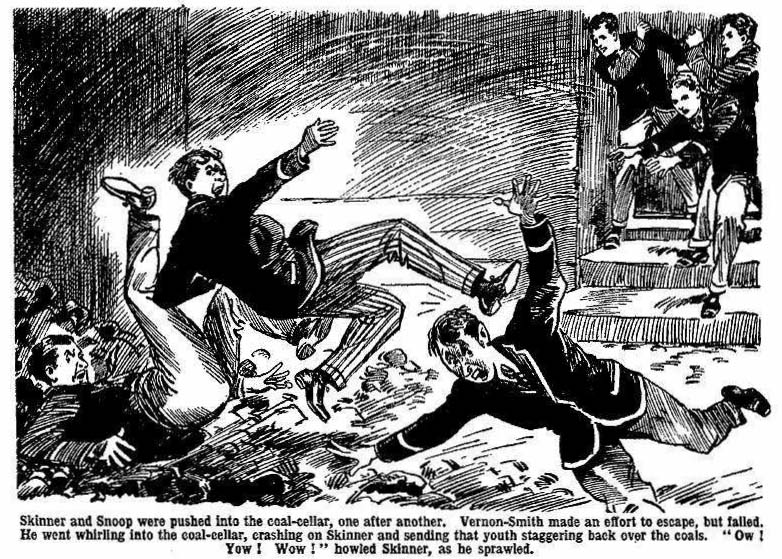 Skinner and Snoop were pushed into the coal-cellar, one after another. Vernon-Smith made an effort to escape, but failed.
He went whirling into the coal-cellar, crashing on Skinner and sending that youth staggering back over the coals. "Ow!
Yow! Wow!" howled Skinner, as he sprawled.